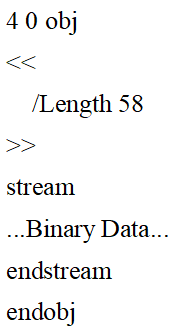 4 0 obj
<<
/Length 58
>>
stream
...Binary Data...
endstream
endobj